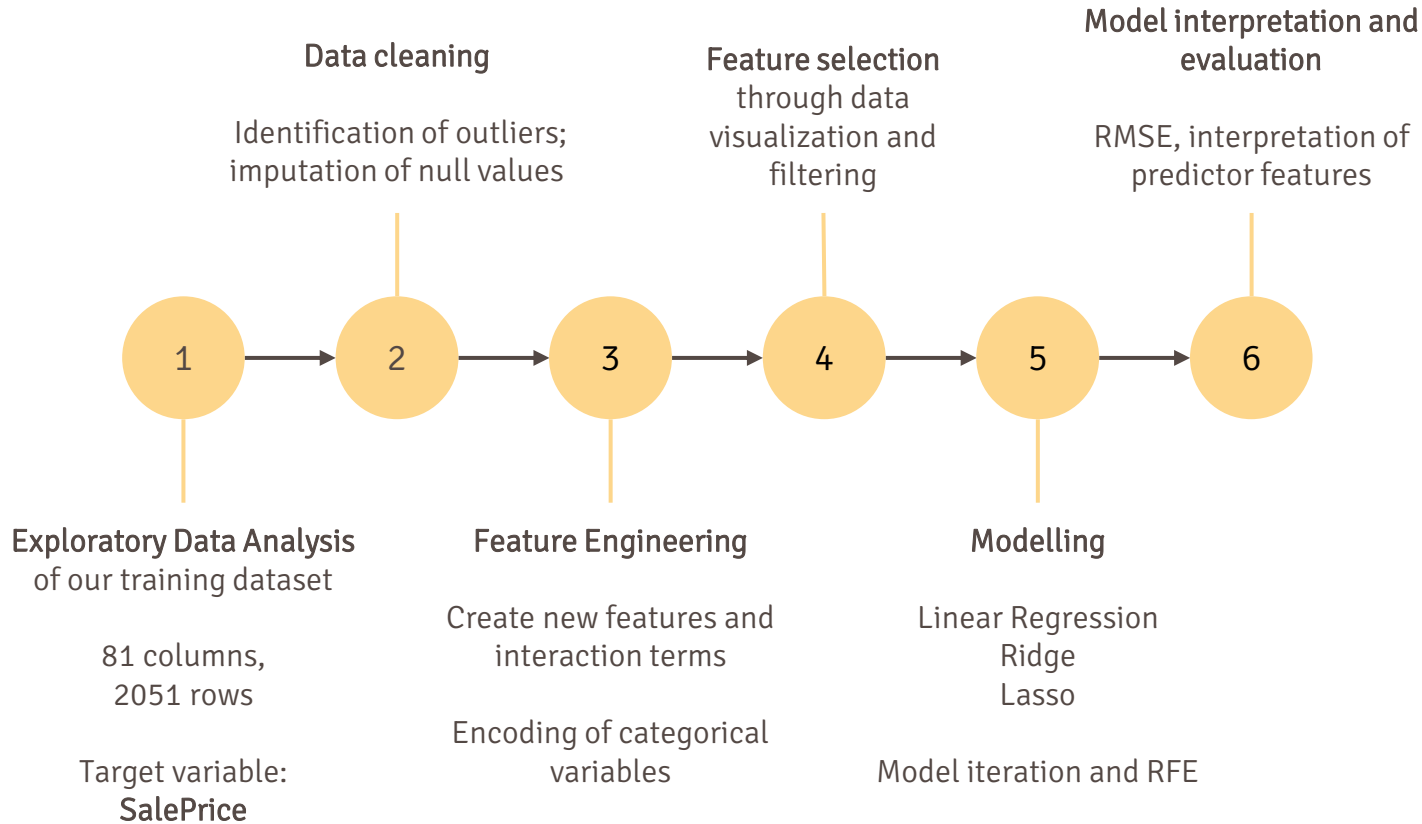 1
Exploratory Data Analysis
of our training dataset
81 columns,
2051 rows
Target variable:
SalePrice
2
Data cleaning
Identification of outliers;
imputation of null values
3
Feature Engineering
Create new features and
interaction terms
Encoding of categorical
variables
4
Feature selection
through data
visualization and
filtering
5
Modelling
Linear Regression
Ridge
Lasso
Model iteration and RFE
6
Model interpretation and
evaluation
RMSE, interpretation of
predictor features